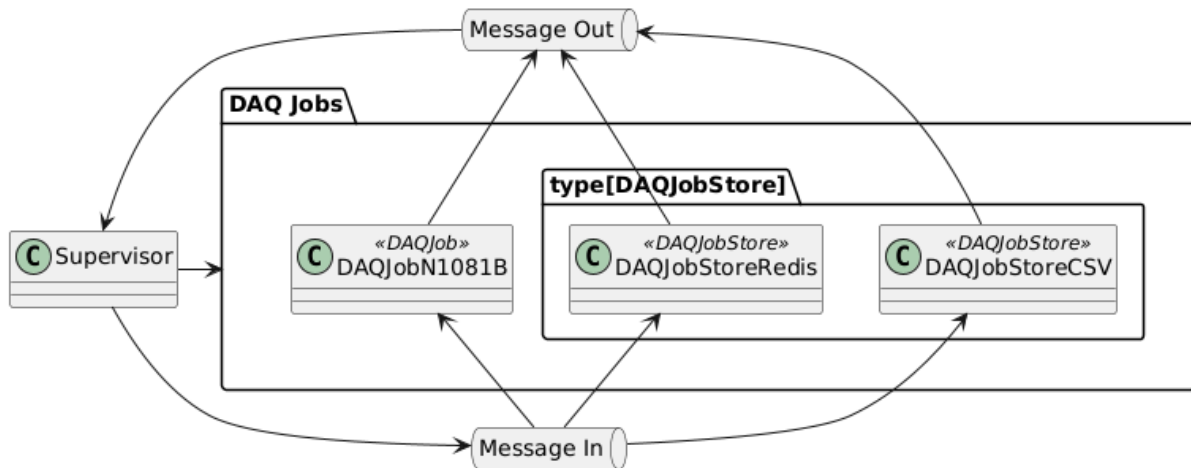 Message Out
DAQ Jobs
type[DAQJobStore]
C
Supervisor
C
«DAQJob»
DAQJobN1081B
C
«DAQJobStore»
DAQJobStoreRedis
C
«DAQJobStore»
DAQJobStoreCSV
Message In